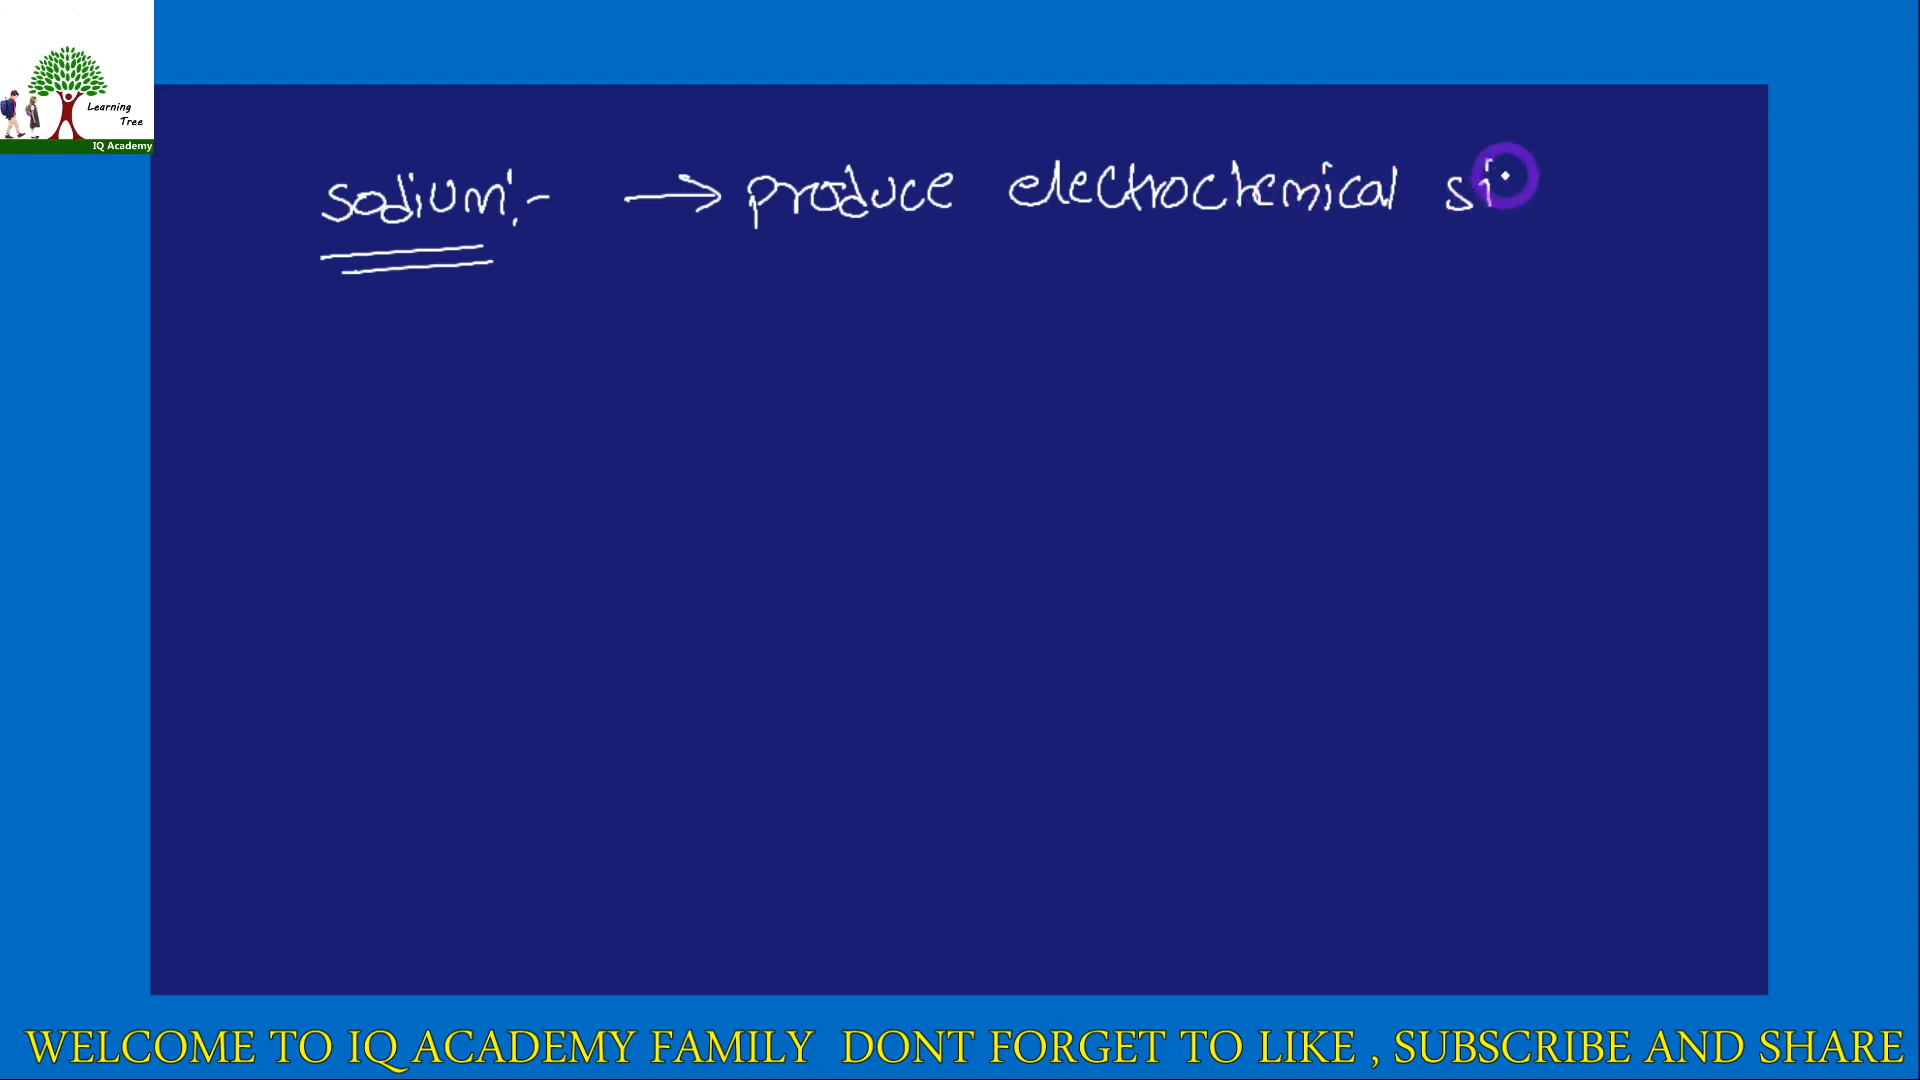 Learning
Tree
IQ Academy
sodium:- → produce electrochemical si
WELCOME TO IQ ACADEMY FAMILY DONT FORGET TO LIKE , SUBSCRIBE AND SHARE